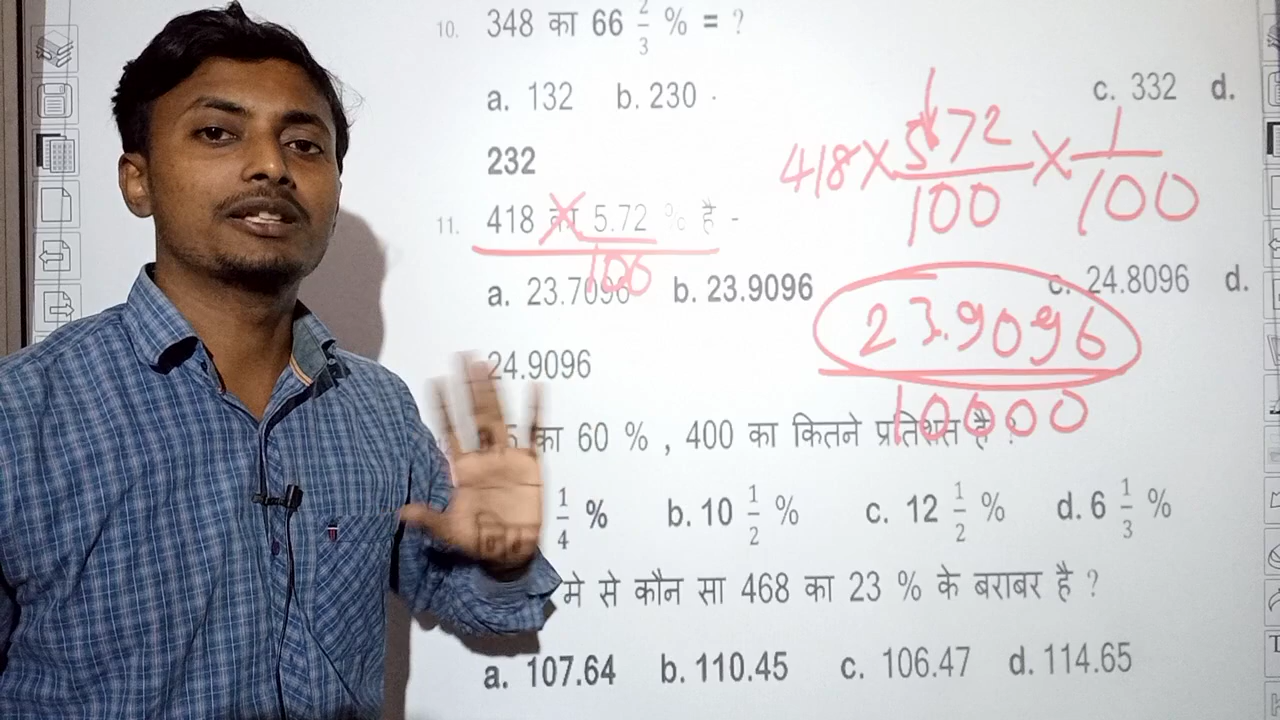 10. 348 का 66 2/3 % = ?
a. 132 b. 230 c. 332 d.
232
418 X 572/100 X 1/100
11. 418 का 5.72 % है -
100
a. 23.7096 b. 23.9096 c. 24.8096 d.
23.9096
10000
24.9096
का 60 % , 400 का कितने प्रतिशत है ?
1/4 % b. 10 1/2 % c. 12 1/2 % d. 6 1/3 %
मे से कौन सा 468 का 23 % के बराबर है ?
a. 107.64 b. 110.45 c. 106.47 d. 114.65